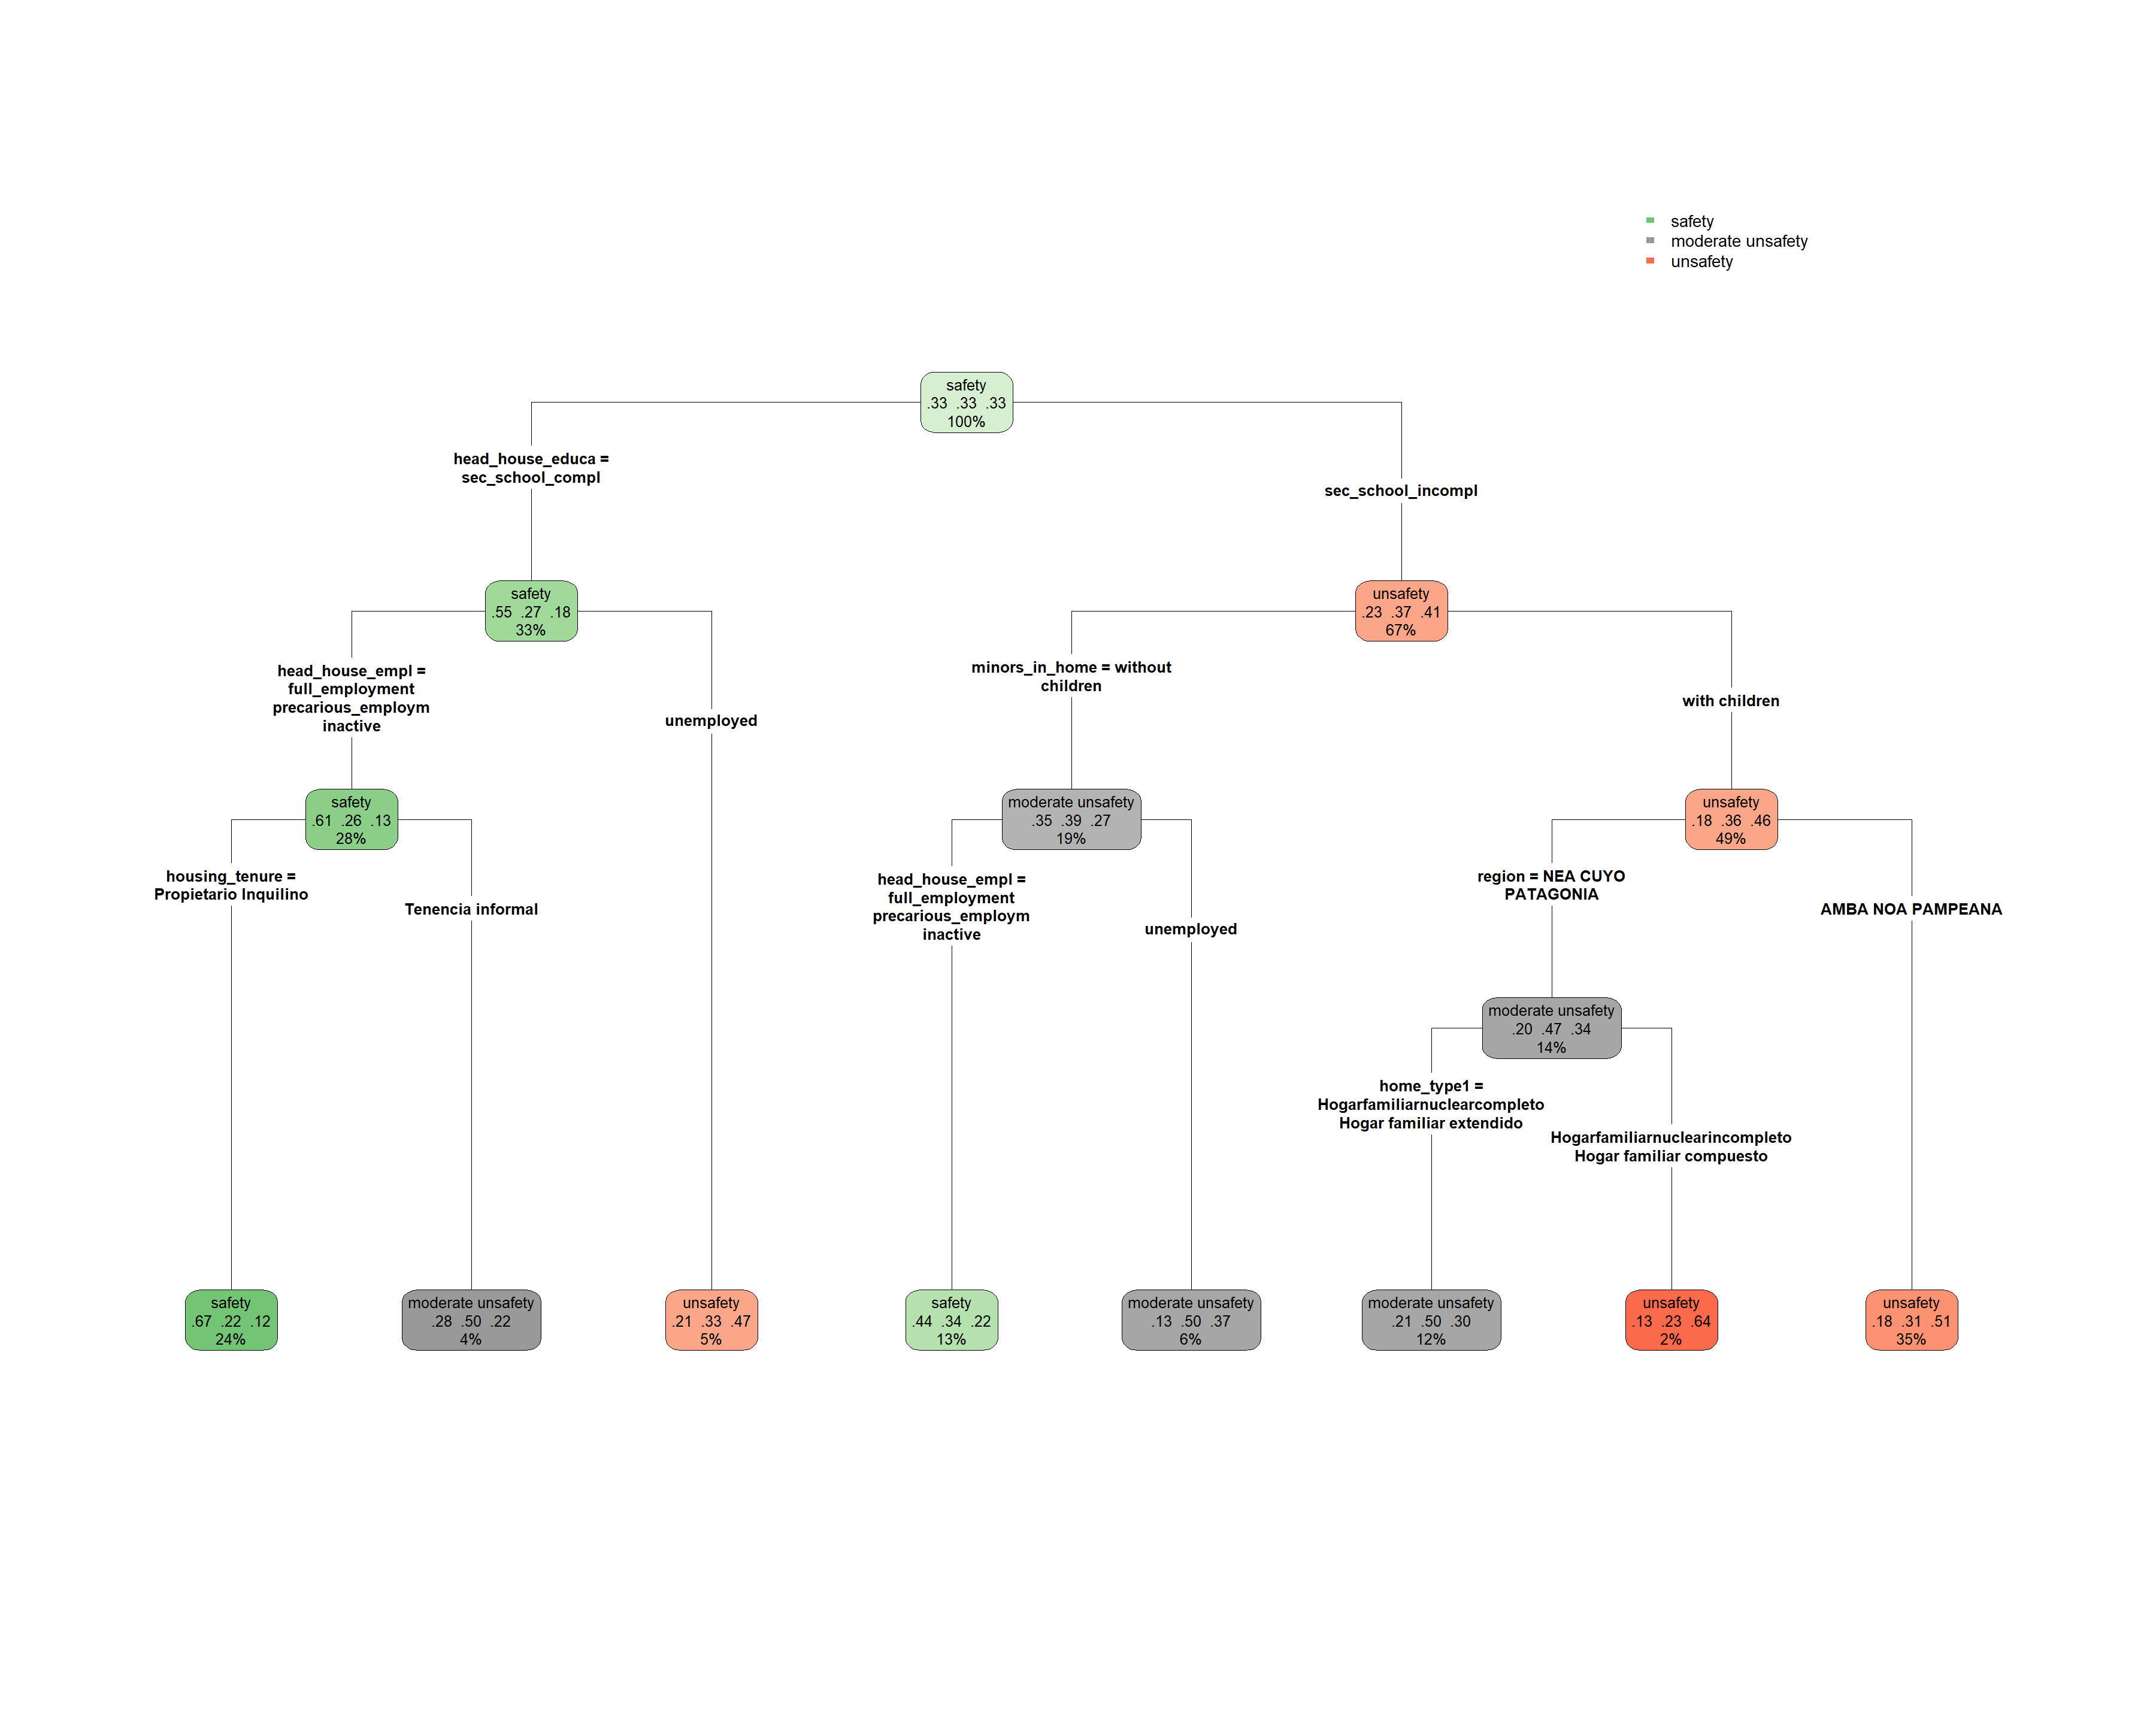 safety
moderate unsafety
unsafety
safety
.33 .33 .33
100%
head_house_educa =
sec_school_compl
sec_school_incompl
safety
.55 .27 .18
33%
unsafety
.23 .37 .41
67%
head_house_empl =
full_employment
precarious_employm
inactive
unemployed
minors_in_home = without
children
with children
safety
.61 .26 .13
28%
moderate unsafety
.35 .39 .27
19%
unsafety
.18 .36 .46
49%
housing_tenure =
Propietario Inquilino
Tenencia informal
head_house_empl =
full_employment
precarious_employm
inactive
unemployed
region = NEA CUYO
PATAGONIA
AMBA NOA PAMPEANA
moderate unsafety
.20 .47 .34
14%
home_type1 =
Hogarfamiliarnuclearcompleto
Hogar familiar extendido
Hogarfamiliarnuclearincompleto
Hogar familiar compuesto
safety
.67 .22 .12
24%
moderate unsafety
.28 .50 .22
4%
unsafety
.21 .33 .47
5%
safety
.44 .34 .22
13%
moderate unsafety
.13 .50 .37
6%
moderate unsafety
.21 .50 .30
12%
unsafety
.13 .23 .64
2%
unsafety
.18 .31 .51
35%